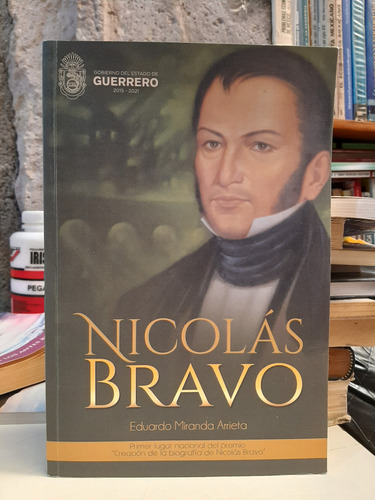 GOBIERNO DEL ESTADO DE
GUERRERO
2015 - 2021
NICOLÁS
BRAVO
Eduardo Miranda Arrieta
Primer lugar nacional del premio
"Creación de la biografía de Nicolás Bravo"
IRIS
PEGA